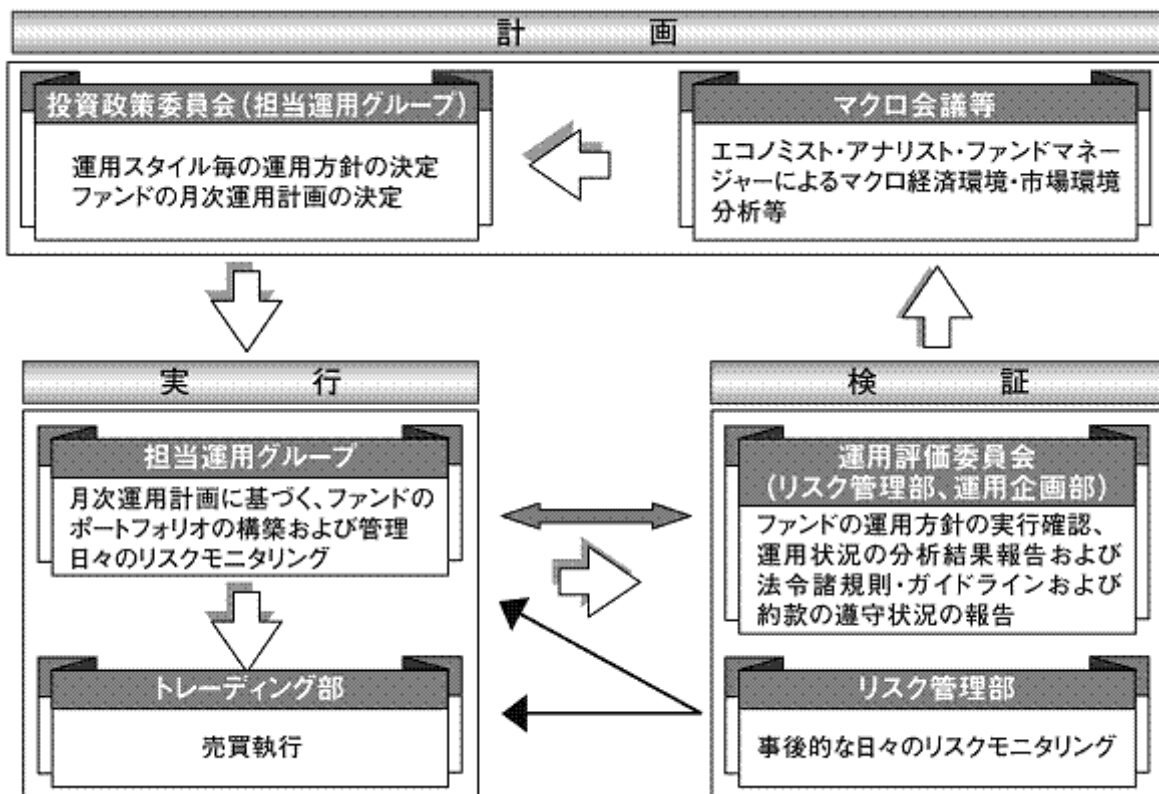 計画
投資政策委員会(担当運用グループ)
運用スタイル毎の運用方針の決定
ファンドの月次運用計画の決定
マクロ会議等
エコノミスト・アナリスト・ファンドマネー
ジャーによるマクロ経済環境・市場環境
分析等
実行
担当運用グループ
月次運用計画に基づく、ファンドの
ポートフォリオの構築および管理
日々のリスクモニタリング
トレーディング部
売買執行
検証
運用評価委員会
(リスク管理部、運用企画部)
ファンドの運用方針の実行確認、
運用状況の分析結果報告および
法令諸規則・ガイドラインおよび
約款の遵守状況の報告
リスク管理部
事後的な日々のリスクモニタリング